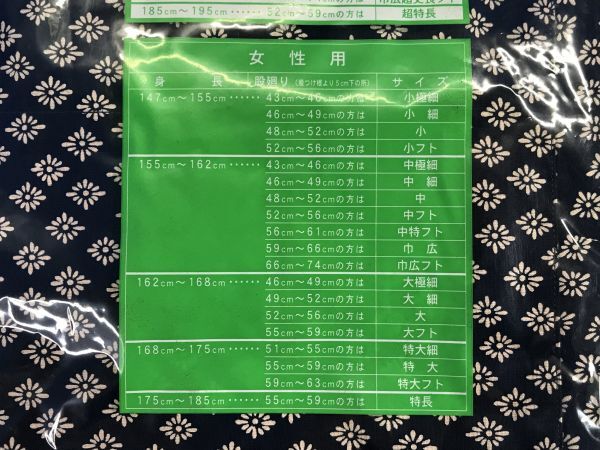 185cm～195cm‥‥‥52cm～59cmの方は 超特長
女性用
身長 股廻り(股つけ根より5cm下の所) サイズ
147cm～155cm‥‥‥43cm～46cmの方は 小極細
46cm～49cmの方は 小細
48cm～52cmの方は 小
52cm～56cmの方は 小フト
155cm～162cm‥‥‥43cm～46cmの方は 中極細
46cm～49cmの方は 中細
48cm～52cmの方は 中
52cm～56cmの方は 中フト
56cm～61cmの方は 中特フト
59cm～66cmの方は 巾広
66cm～74cmの方は 巾広フト
162cm～168cm‥‥‥46cm～49cmの方は 大極細
49cm～52cmの方は 大細
52cm～56cmの方は 大
55cm～59cmの方は 大フト
168cm～175cm‥‥‥51cm～55cmの方は 特大細
55cm～59cmの方は 特大
59cm～63cmの方は 特大フト
175cm～185cm‥‥‥55cm～59cmの方は 特長